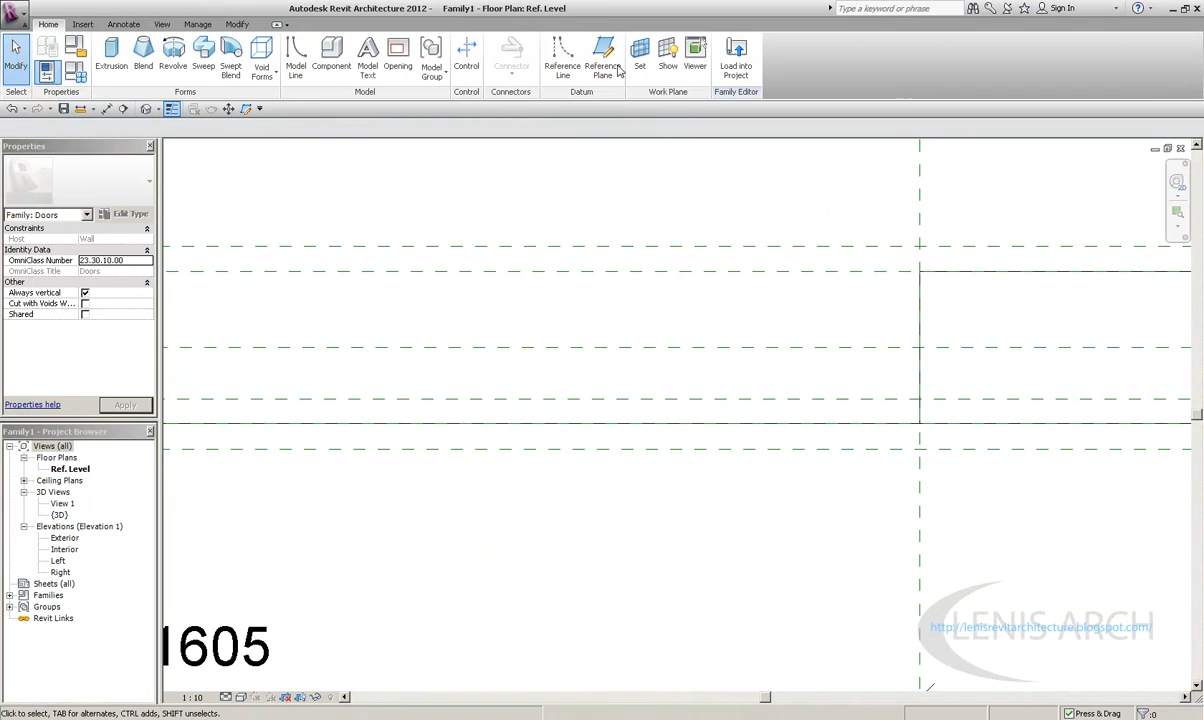 Autodesk Revit Architecture 2012 -    Family1 - Floor Plan: Ref. Level
Type a keyword or phrase
Sign In
Home Insert Annotate View Manage Modify
Modify
Extrusion Blend Revolve Sweep Swept Blend Void Forms
Model Line Component Model Text Opening Model Group
Control Connector
Reference Line Reference Plane
Set Show Viewer
Load into Project
Select Properties Forms Model Control Connectors Datum Work Plane Family Editor
Properties
Family: Doors Edit Type
Constraints
Host Wall
Identity Data
OmniClass Number 23.30.10.00
OmniClass Title Doors
Other
Always vertical
Cut with Voids W...
Shared
Properties help Apply
Family1 - Project Browser
Views (all)
Floor Plans
Ref. Level
Ceiling Plans
3D Views
View 1
{3D}
Elevations (Elevation 1)
Exterior
Interior
Left
Right
Sheets (all)
Families
Groups
Revit Links
1605
LENIS ARCH
http://lenisrevitarchitecture.blogspot.com/
1 : 10
Click to select, TAB for alternates, CTRL adds, SHIFT unselects.
Press & Drag :0